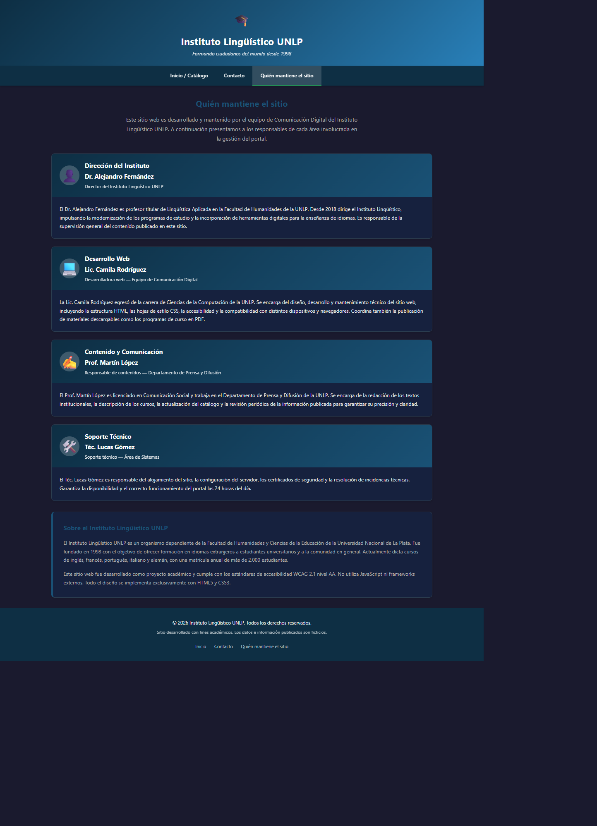 Instituto Lingüístico UNLP
Formando ciudadanos del mundo desde 1998
Inicio / Catálogo Contacto Quién mantiene el sitio
Quién mantiene el sitio
Este sitio web es desarrollado y mantenido por el equipo de Comunicación Digital del Instituto
Lingüístico UNLP. A continuación presentamos a los responsables de cada área involucrada en
la gestión del portal.
Dirección del Instituto
Dr. Alejandro Fernández
Director del Instituto Lingüístico UNLP
El Dr. Alejandro Fernández es profesor titular de Lingüística Aplicada en la Facultad de Humanidades de la UNLP. Desde 2018 dirige el Instituto Lingüístico,
impulsando la modernización de los programas de estudio y la incorporación de herramientas digitales para la enseñanza de idiomas. Es responsable de la
supervisión general del contenido publicado en este sitio.
Desarrollo Web
Lic. Camila Rodríguez
Desarrolladora web — Equipo de Comunicación Digital
La Lic. Camila Rodríguez egresó de la carrera de Ciencias de la Computación de la UNLP. Se encarga del diseño, desarrollo y mantenimiento técnico del sitio web,
incluyendo la estructura HTML, las hojas de estilo CSS, la accesibilidad y la compatibilidad con distintos dispositivos y navegadores. Coordina también la publicación
de materiales descargables como los programas de curso en PDF.
Contenido y Comunicación
Prof. Martín López
Responsable de contenidos — Departamento de Prensa y Difusión
El Prof. Martín López es licenciado en Comunicación Social y trabaja en el Departamento de Prensa y Difusión de la UNLP. Se encarga de la redacción de los textos
institucionales, la descripción de los cursos, la actualización del catálogo y la revisión periódica de la información publicada para garantizar su precisión y claridad.
Soporte Técnico
Téc. Lucas Gómez
Soporte técnico — Área de Sistemas
El Téc. Lucas Gómez es responsable del alojamiento del sitio, la configuración del servidor, los certificados de seguridad y la resolución de incidencias técnicas.
Garantiza la disponibilidad y el correcto funcionamiento del portal las 24 horas del día.
Sobre el Instituto Lingüístico UNLP
El Instituto Lingüístico UNLP es un organismo dependiente de la Facultad de Humanidades y Ciencias de la Educación de la Universidad Nacional de La Plata. Fue
fundado en 1998 con el objetivo de ofrecer formación en idiomas extranjeros a estudiantes universitarios y a la comunidad en general. Actualmente dicta cursos
de inglés, francés, portugués, italiano y alemán, con una matrícula anual de más de 2.000 estudiantes.
Este sitio web fue desarrollado como proyecto académico y cumple con los estándares de accesibilidad WCAG 2.1 nivel AA. No utiliza JavaScript ni frameworks
externos. Todo el diseño se implementa exclusivamente con HTML5 y CSS3.
© 2026 Instituto Lingüístico UNLP. Todos los derechos reservados.
Sitio desarrollado con fines académicos. Los datos e información publicados son ficticios.
Inicio Contacto Quién mantiene el sitio